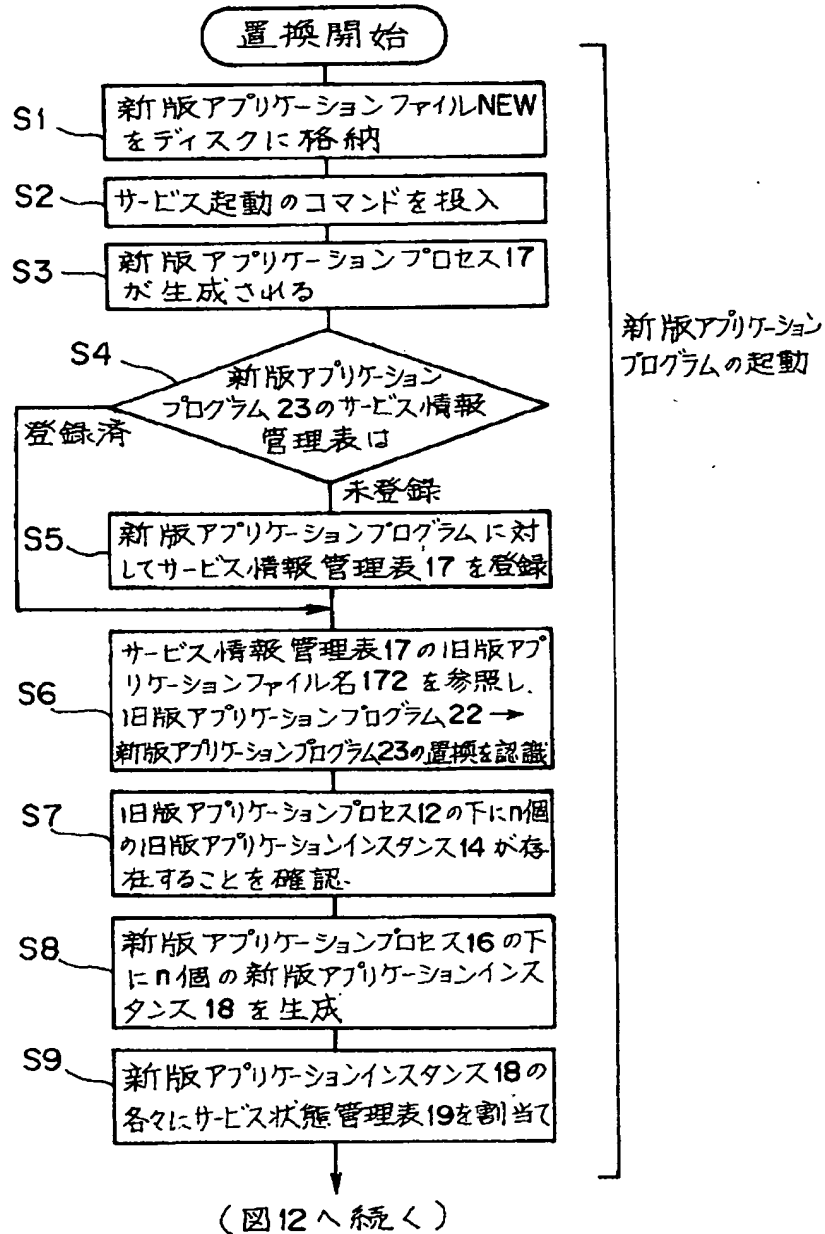 置換開始
S1
新版アプリケーションファイルNEW
をディスクに格納
S2
サービス起動のコマンドを投入
S3
新版アプリケーションプロセス17
が生成される
S4
新版アプリケーション
プログラム23のサービス情報
管理表は
登録済
未登録
S5
新版アプリケーションプログラムに対
してサービス情報管理表17を登録
S6
サービス情報管理表17の旧版アプ
リケーションファイル名172を参照し、
旧版アプリケーションプログラム22→
新版アプリケーションプログラム23の置換を認識
S7
旧版アプリケーションプロセス12の下にn個
の旧版アプリケーションインスタンス14が存
在することを確認、
S8
新版アプリケーションプロセス16の下
にn個の新版アプリケーションインス
タンス18を生成
S9
新版アプリケーションインスタンス18の
各々にサービス状態管理表19を割当て
(図12へ続く)
新版アプリケーション
プログラムの起動